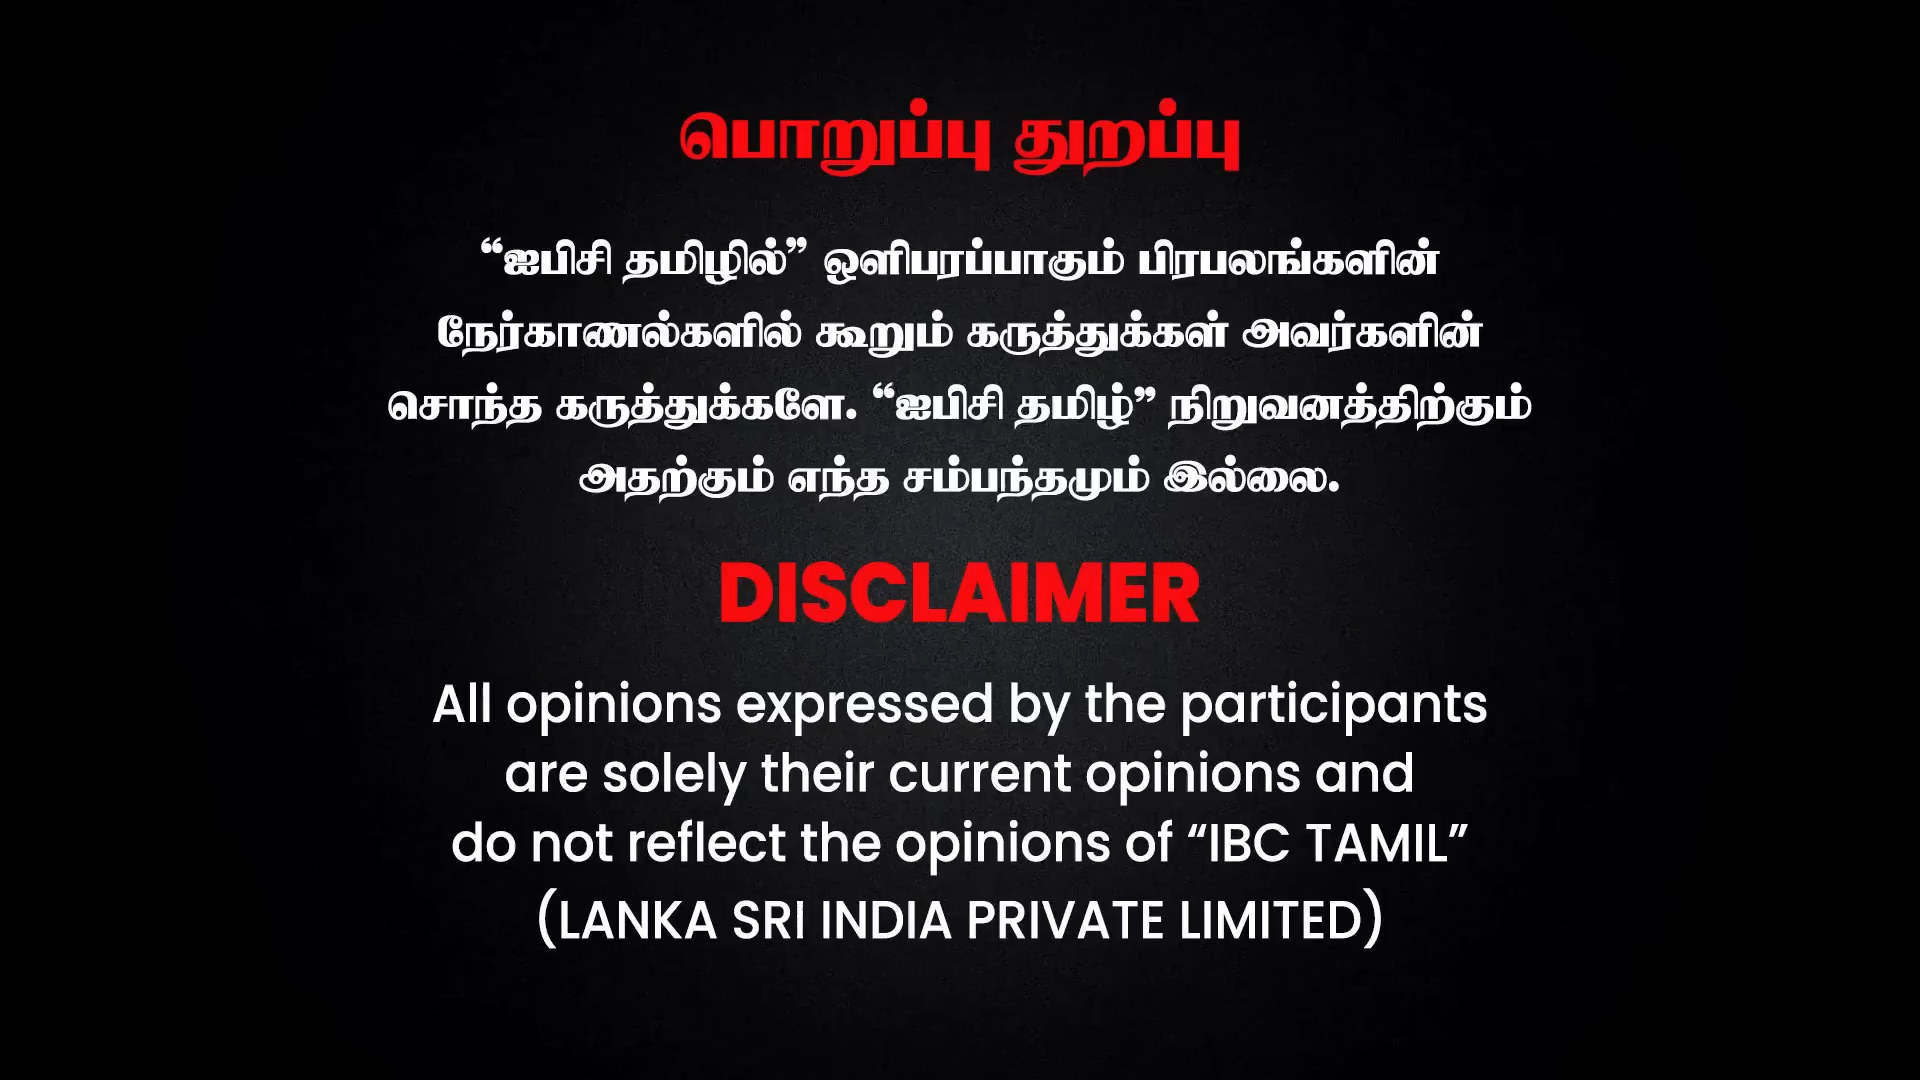 பொறுப்பு துறப்பு
“ஐபிசி தமிழில்” ஒளிபரப்பாகும் பிரபலங்களின்
நேர்காணல்களில் கூறும் கருத்துக்கள் அவர்களின்
சொந்த கருத்துக்களே. “ஐபிசி தமிழ்” நிறுவனத்திற்கும்
அதற்கும் எந்த சம்பந்தமும் இல்லை.
DISCLAIMER
All opinions expressed by the participants
are solely their current opinions and
do not reflect the opinions of “IBC TAMIL”
(LANKA SRI INDIA PRIVATE LIMITED)